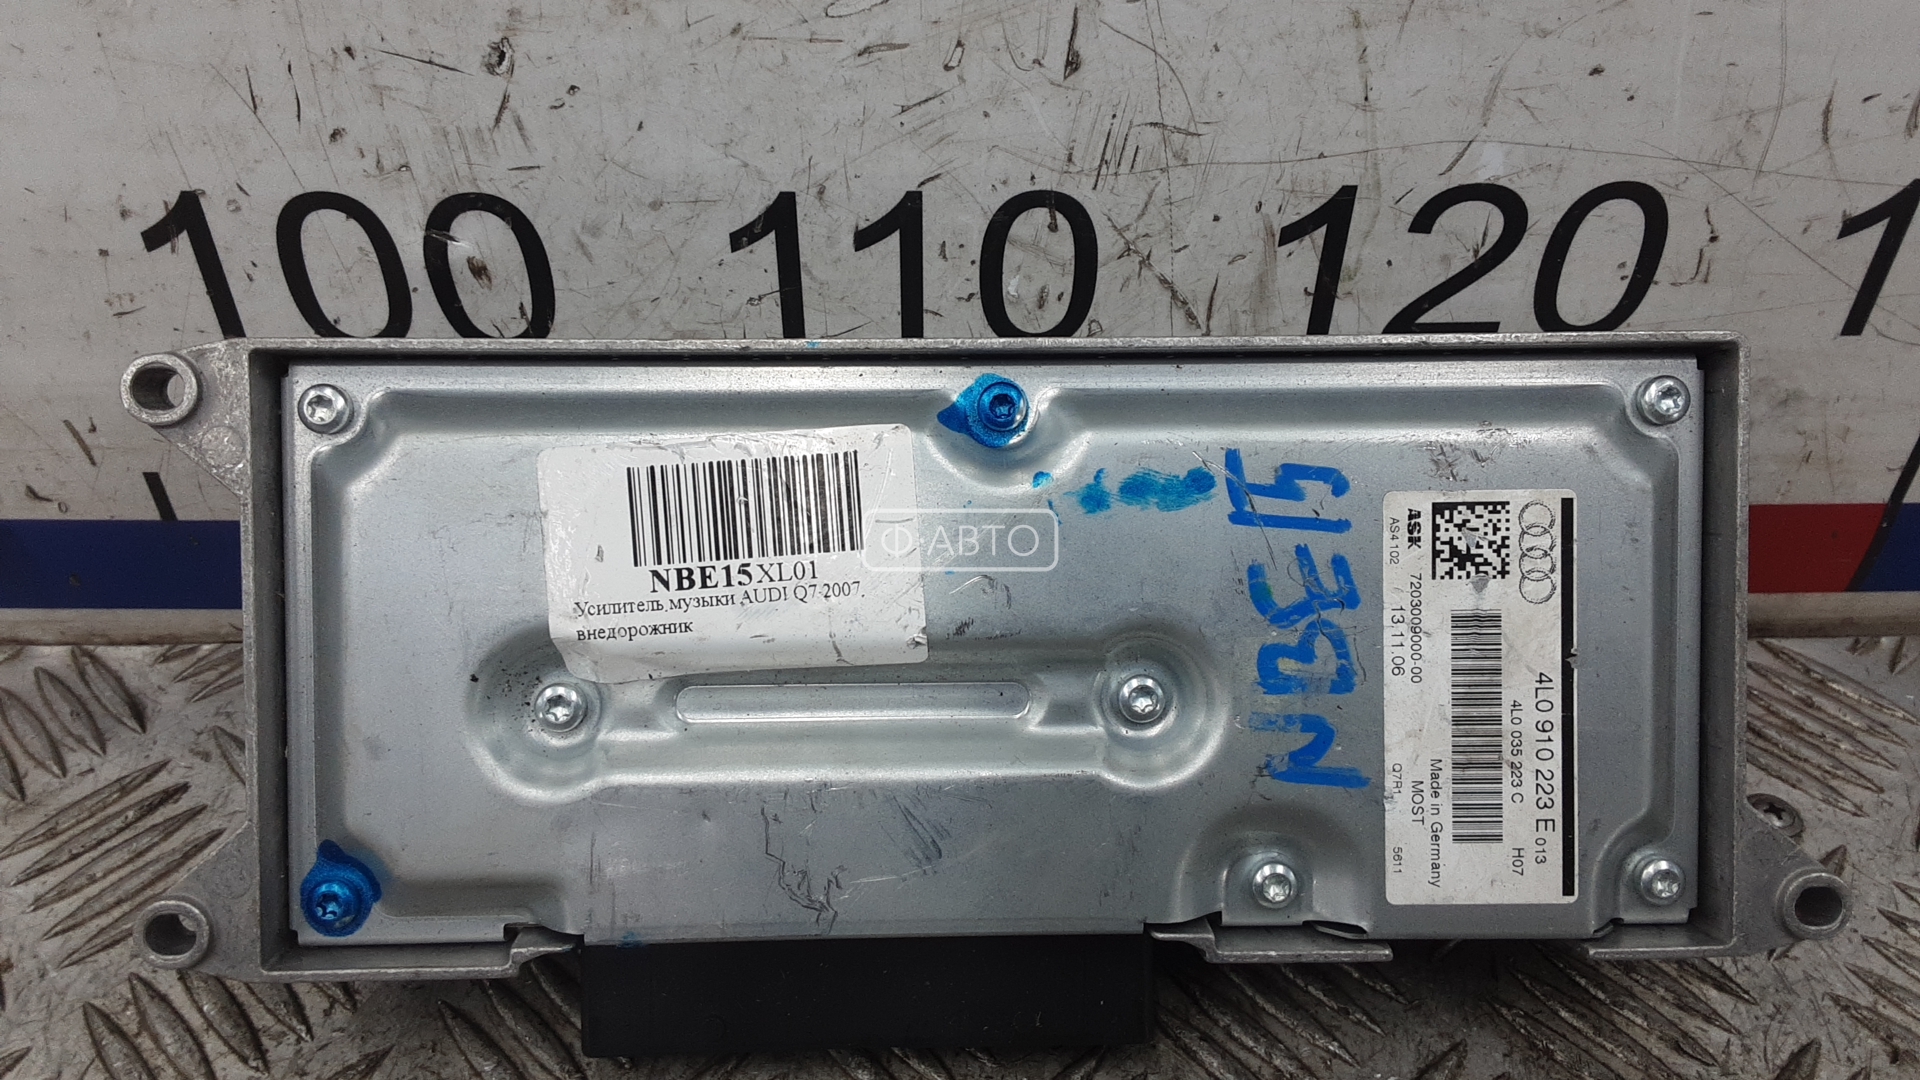 100 110 120 1
NBE15XL01
Усилитель музыки AUDI Q7 2007,
внедорожник
Ф-АВТО
NBE15
4L0 910 223 E 013
4L0 035 223 C H07
Made in Germany
MOST
ASK 7203009000-00
Q7R1 5611
AS4102 13.11.06